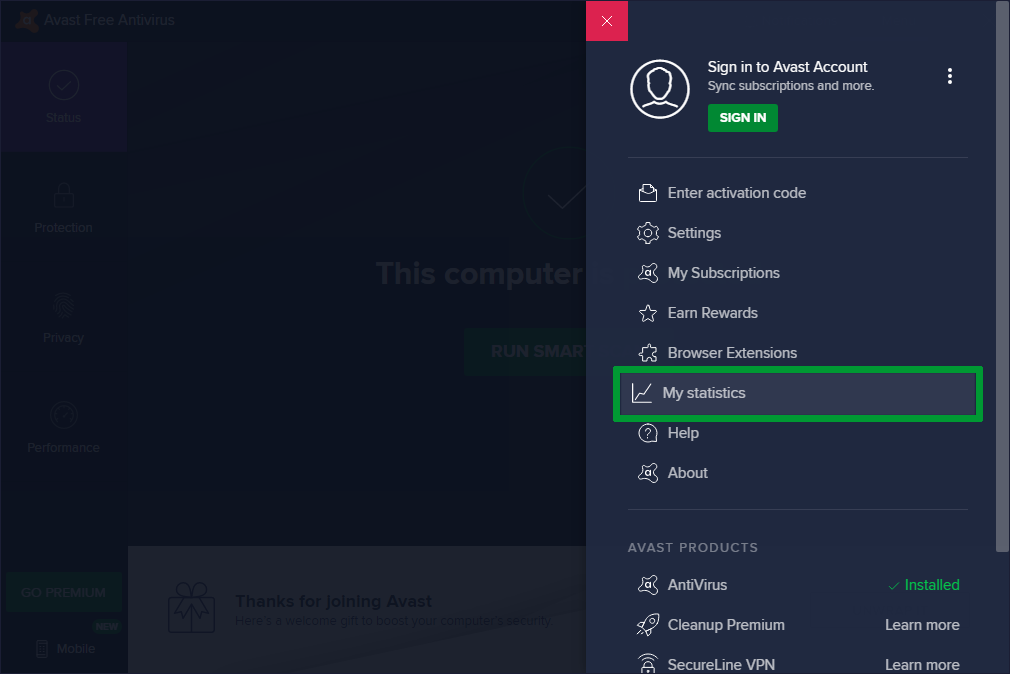 Avast Free Antivirus
Status
Protection
Privacy
Performance
GO PREMIUM
NEW
Mobile
This computer
RUN SMART
Thanks for joining Avast
Here's a welcome gift to boost your computer's security
Sign in to Avast Account
Sync subscriptions and more.
SIGN IN
Enter activation code
Settings
My Subscriptions
Earn Rewards
Browser Extensions
My statistics
Help
About
AVAST PRODUCTS
AntiVirus Installed
Cleanup Premium Learn more
SecureLine VPN Learn more